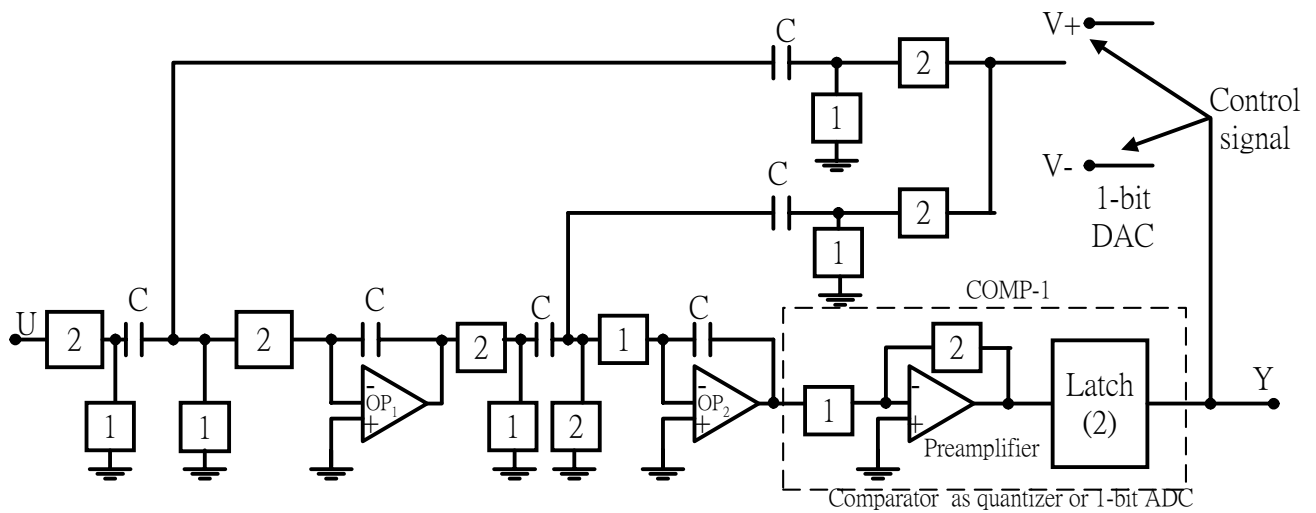 C
2
V+
1
Control
signal
C
2
V-
1-bit
DAC
1
COMP-1
U
2
C
2
C
2
C
1
C
2
Y
- OP1 +
- OP2 +
1
- +
Latch
(2)
1
1
1
2
Preamplifier
Comparator as quantizer or 1-bit ADC